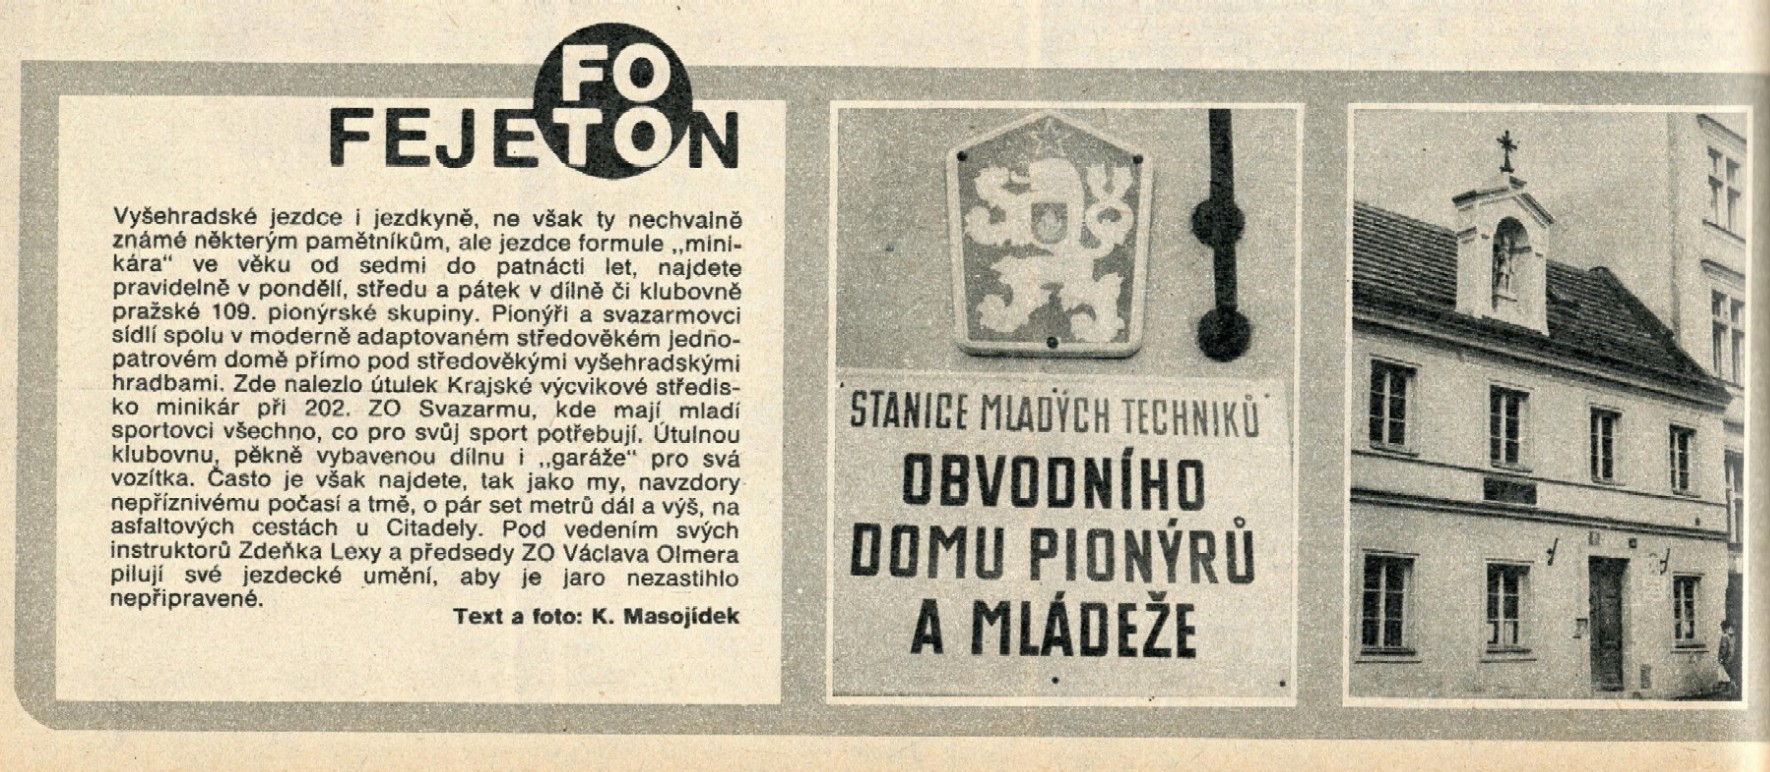 FO
FEJETON
Vyšehradské jezdce i jezdkyně, ne však ty nechvalně
známé některým pamětníkům, ale jezdce formule „mini-
kára“ ve věku od sedmi do patnácti let, najdete
pravidelně v pondělí, středu a pátek v dílně či klubovně
pražské 109. pionýrské skupiny. Pionýři a svazarmovci
sídlí spolu v moderně adaptovaném středověkém jedno-
patrovém domě přímo pod středověkými vyšehradskými
hradbami. Zde nalezlo útulek Krajské výcvikové středis-
ko minikár při 202. ZO Svazarmu, kde mají mladí
sportovci všechno, co pro svůj sport potřebují. Útulnou
klubovnu, pěkně vybavenou dílnu i „garáže“ pro svá
vozítka. Často je však najdete, tak jako my, navzdory
nepříznivému počasí a tmě, o pár set metrů dál a výš, na
asfaltových cestách u Citadely. Pod vedením svých
instruktorů Zdeňka Lexy a předsedy ZO Václava Olmera
pilují své jezdecké umění, aby je jaro nezastihlo
nepřipravené.
Text a foto: K. Masojídek
STANICE MLADÝCH TECHNIKŮ
OBVODNÍHO
DOMU PIONÝRŮ
A MLÁDEŽE